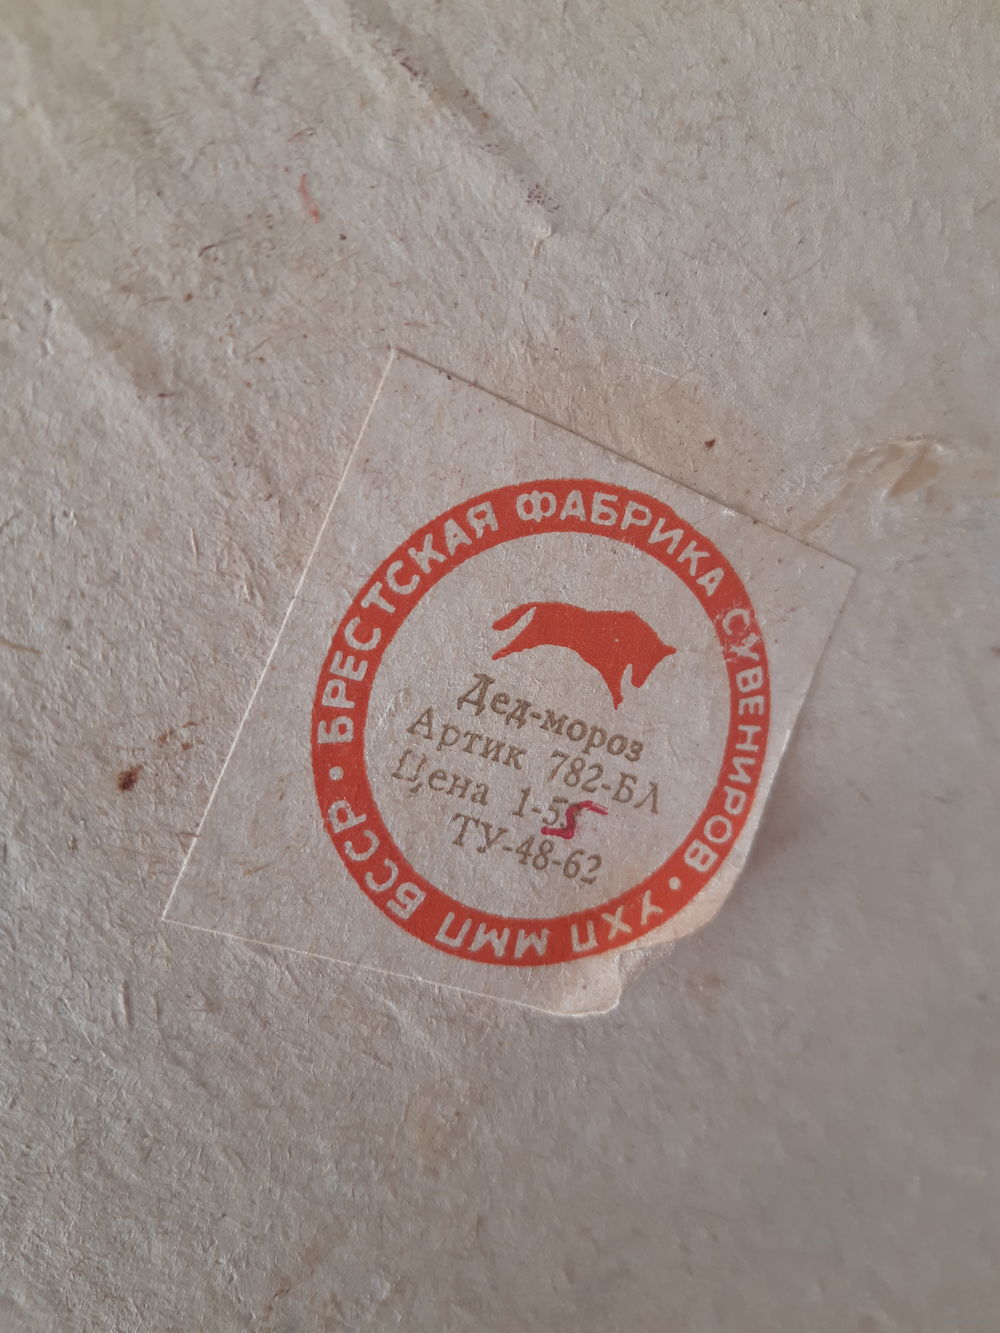 БРЕСТСКАЯ ФАБРИКА СУВЕНИРОВ • УХП ММП БССР •
Дед-мороз
Артик 782-БЛ
Цена 1-55
ТУ-48-62